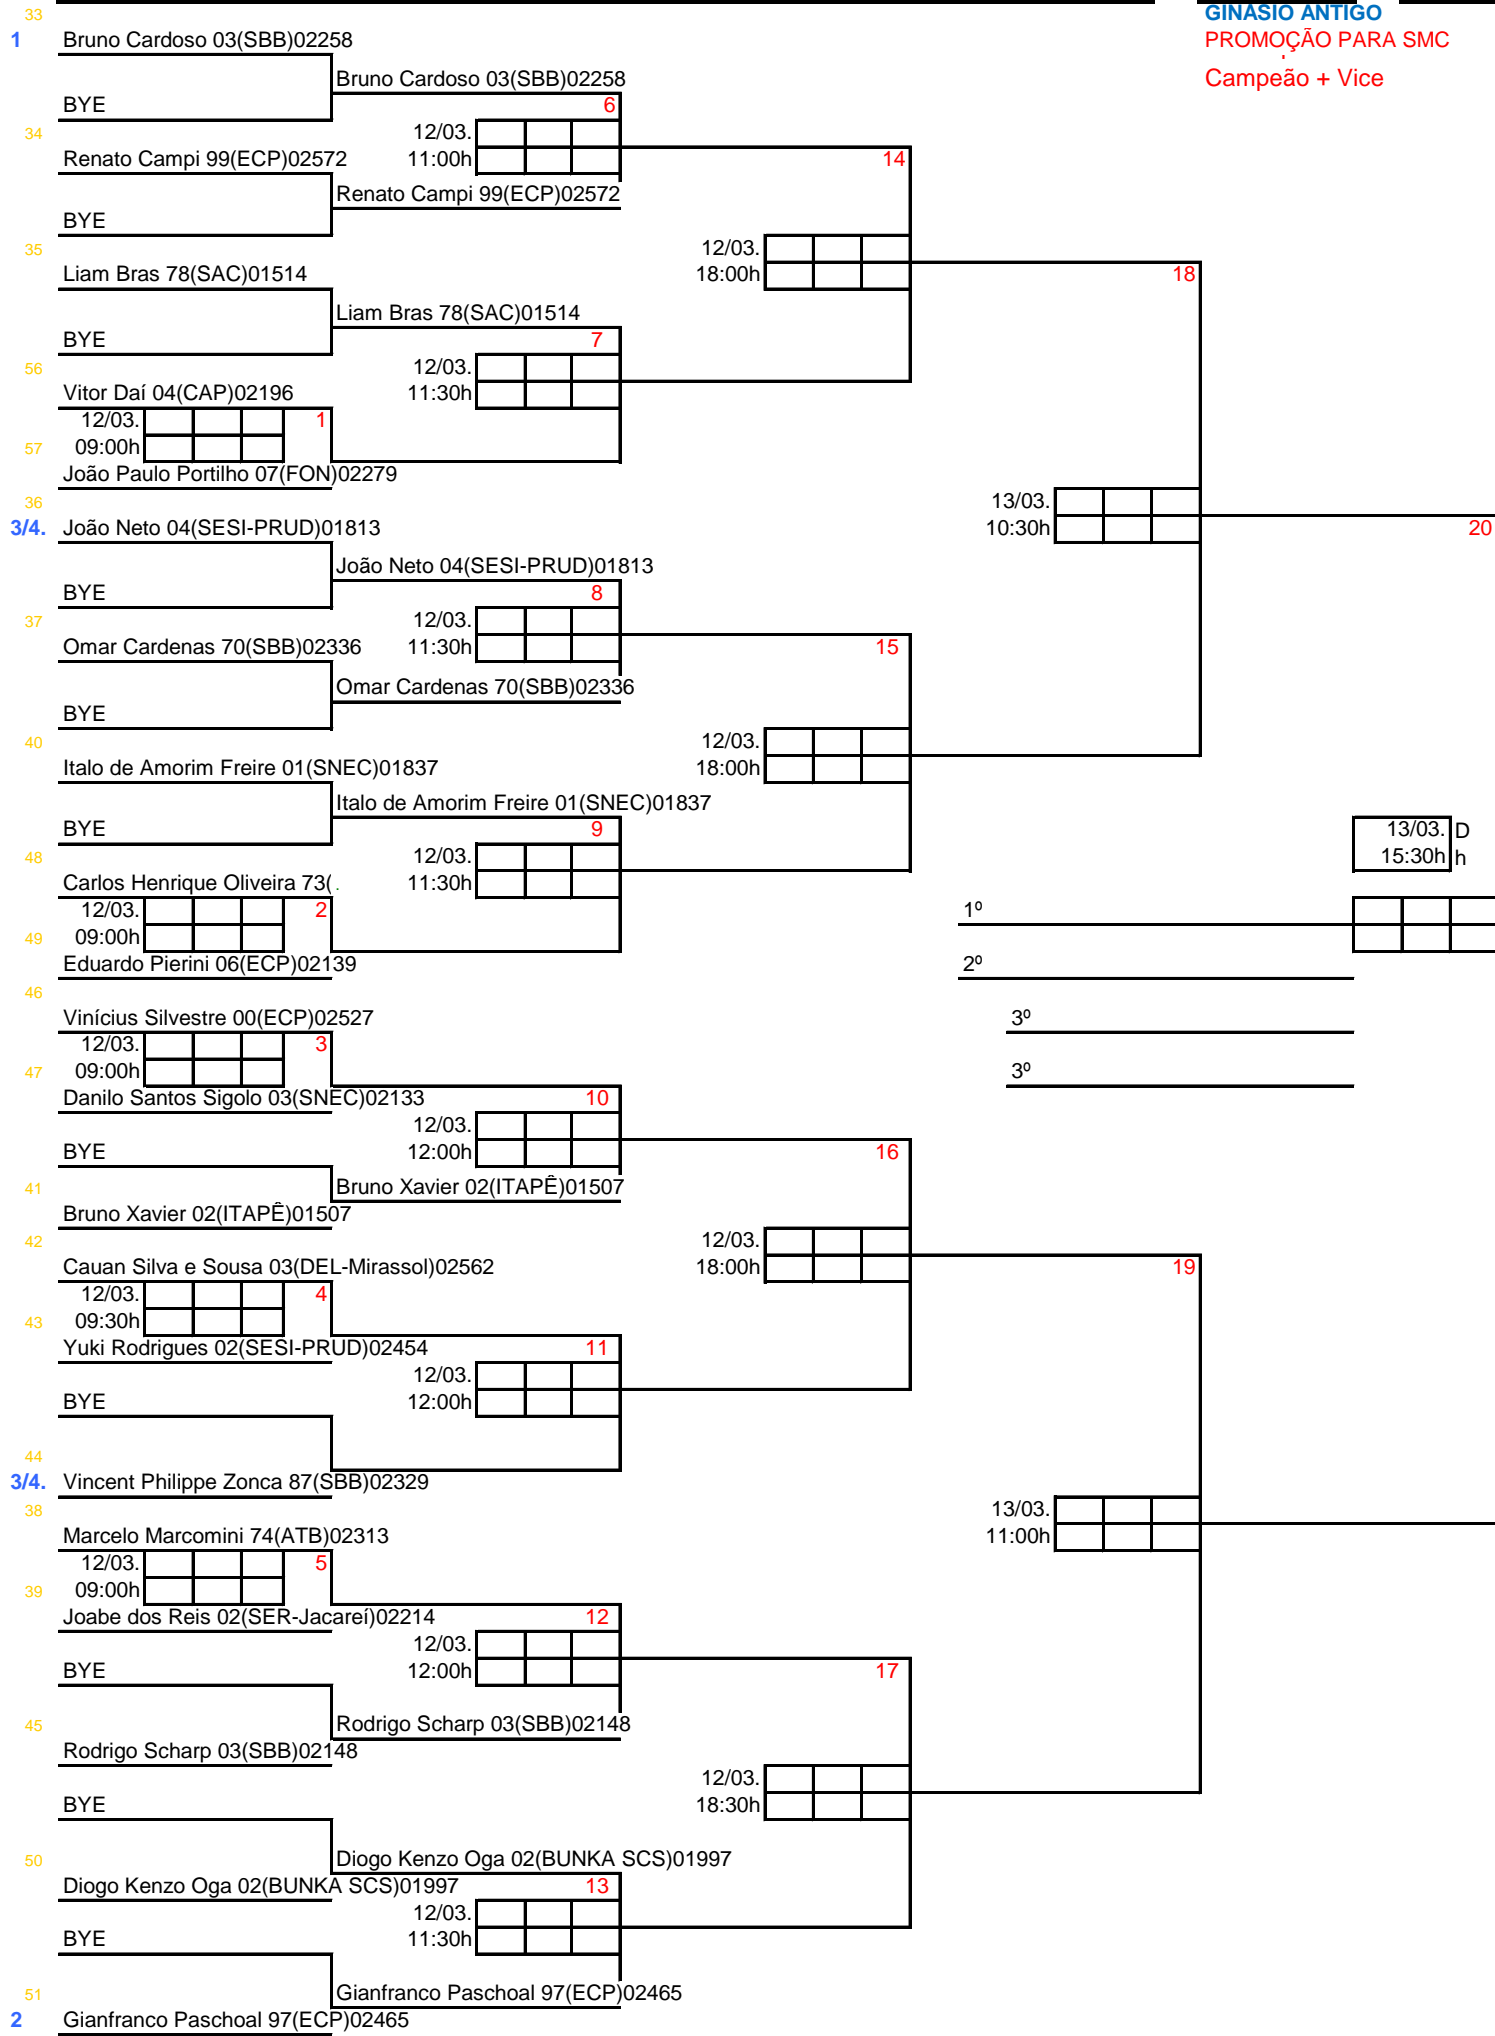 33
GINÁSIO ANTIGO
1 Bruno Cardoso 03(SBB)02258
PROMOÇÃO PARA SMC
Bruno Cardoso 03(SBB)02258
Campeão + Vice
BYE
6
34
12/03.
Renato Campi 99(ECP)02572
11:00h
14
Renato Campi 99(ECP)02572
BYE
35
12/03.
Liam Bras 78(SAC)01514
18:00h
18
Liam Bras 78(SAC)01514
BYE
7
56
12/03.
Vitor Daí 04(CAP)02196
11:30h
12/03.
1
57
09:00h
João Paulo Portilho 07(FON)02279
36
13/03.
3/4. João Neto 04(SESI-PRUD)01813
10:30h
20
João Neto 04(SESI-PRUD)01813
BYE
8
37
12/03.
Omar Cardenas 70(SBB)02336
11:30h
15
Omar Cardenas 70(SBB)02336
BYE
40
12/03.
Italo de Amorim Freire 01(SNEC)01837
18:00h
Italo de Amorim Freire 01(SNEC)01837
BYE
9
13/03. D
48
12/03.
15:30h h
Carlos Henrique Oliveira 73( .
11:30h
12/03.
2
1º
49
09:00h
Eduardo Pierini 06(ECP)02139
2º
46
Vinícius Silvestre 00(ECP)02527
3º
12/03.
3
47
09:00h
3º
Danilo Santos Sigolo 03(SNEC)02133
10
12/03.
BYE
12:00h
16
41
Bruno Xavier 02(ITAPÊ)01507
Bruno Xavier 02(ITAPÊ)01507
42
12/03.
Cauan Silva e Sousa 03(DEL-Mirassol)02562
18:00h
19
12/03.
4
43
09:30h
Yuki Rodrigues 02(SESI-PRUD)02454
11
12/03.
BYE
12:00h
44
3/4. Vincent Philippe Zonca 87(SBB)02329
38
13/03.
Marcelo Marcomini 74(ATB)02313
11:00h
12/03.
5
39
09:00h
Joabe dos Reis 02(SER-Jacareí)02214
12
12/03.
BYE
12:00h
17
45
Rodrigo Scharp 03(SBB)02148
Rodrigo Scharp 03(SBB)02148
12/03.
BYE
18:30h
50
Diogo Kenzo Oga 02(BUNKA SCS)01997
Diogo Kenzo Oga 02(BUNKA SCS)01997
13
12/03.
BYE
11:30h
51
Gianfranco Paschoal 97(ECP)02465
2 Gianfranco Paschoal 97(ECP)02465